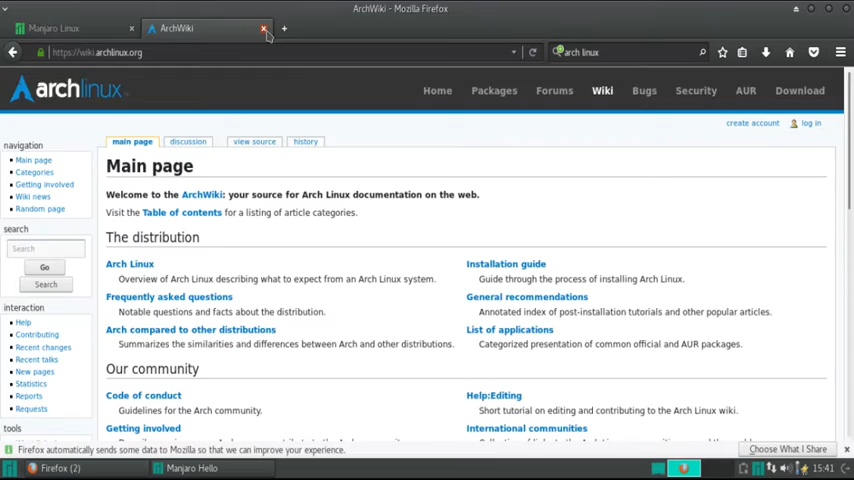 ArchWiki - Mozilla Firefox
Manjaro Linux
ArchWiki
https://wiki.archlinux.org
arch linux
archlinux
Home Packages Forums Wiki Bugs Security AUR Download
create account log in
navigation
Main page
Categories
Getting involved
Wiki news
Random page
search
Search
Go
Search
interaction
Help
Contributing
Recent changes
Recent talks
New pages
Statistics
Reports
Requests
tools
main page discussion view source history
Main page
Welcome to the ArchWiki: your source for Arch Linux documentation on the web.
Visit the Table of contents for a listing of article categories.
The distribution
Arch Linux
Overview of Arch Linux describing what to expect from an Arch Linux system.
Frequently asked questions
Notable questions and facts about the distribution.
Arch compared to other distributions
Summarizes the similarities and differences between Arch and other distributions.
Installation guide
Guide through the process of installing Arch Linux.
General recommendations
Annotated index of post-installation tutorials and other popular articles.
List of applications
Categorized presentation of common official and AUR packages.
Our community
Code of conduct
Guidelines for the Arch community.
Getting involved
Help:Editing
Short tutorial on editing and contributing to the Arch Linux wiki.
International communities
Firefox automatically sends some data to Mozilla so that we can improve your experience.
Choose What I Share
Firefox (2)
Manjaro Hello
15:41